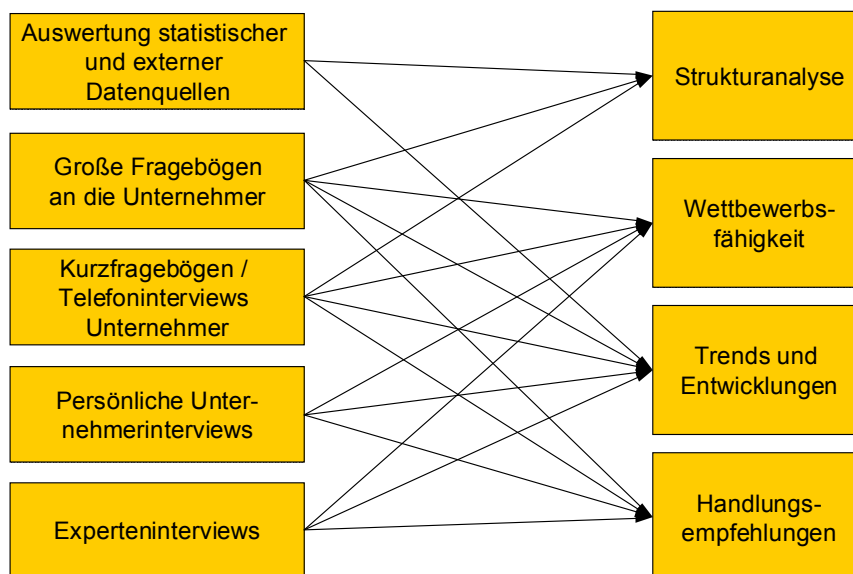 Auswertung statistischer
und externer
Datenquellen
Große Fragebögen
an die Unternehmer
Kurzfragebögen /
Telefoninterviews
Unternehmer
Persönliche Unter-
nehmerinterviews
Experteninterviews
Strukturanalyse
Wettbewerbs-
fähigkeit
Trends und
Entwicklungen
Handlungs-
empfehlungen